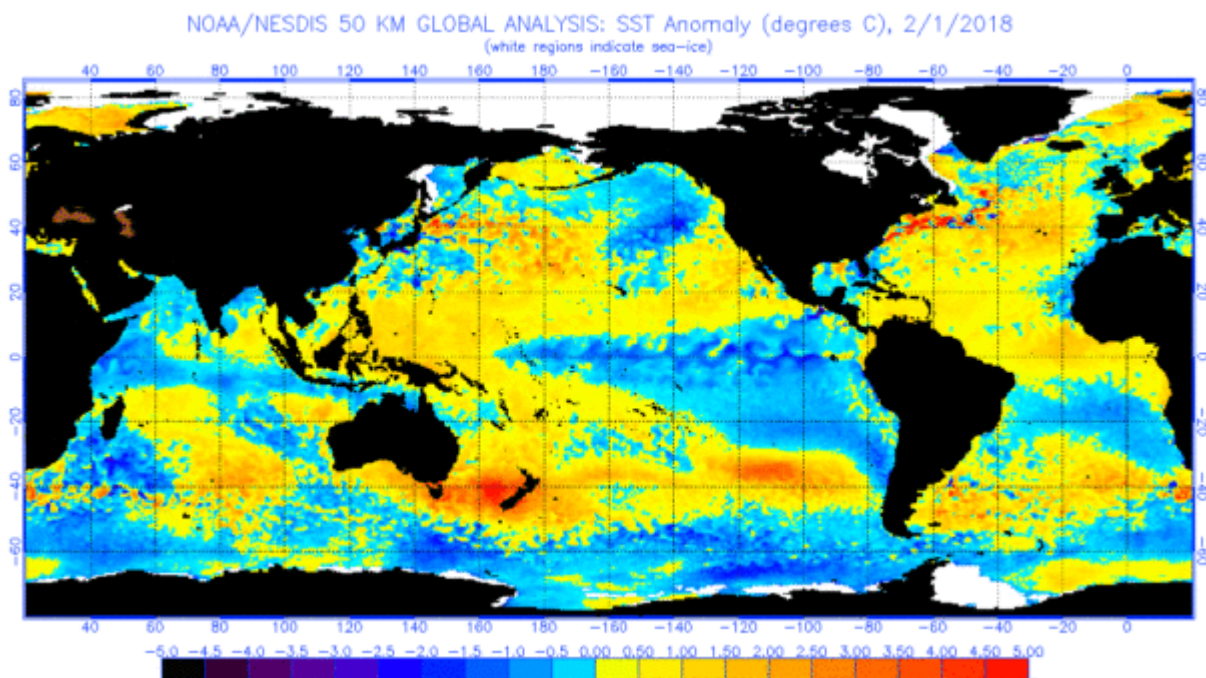 NOAA/NESDIS 50 KM GLOBAL ANALYSIS: SST Anomaly (degrees C), 2/1/2018
(white regions indicate sea-ice)
40 60 80 100 120 140 160 180 -160 -140 -120 -100 -80 -60 -40 -20 0
80 80
60 60
40 40
20 20
0 0
-20 -20
-40 -40
-60 -60
40 60 80 100 120 140 160 180 -160 -140 -120 -100 -80 -60 -40 -20 0
-5.0 -4.5 -4.0 -3.5 -3.0 -2.5 -2.0 -1.5 -1.0 -0.5 0.00 0.50 1.00 1.50 2.00 2.50 3.00 3.50 4.00 4.50 5.00